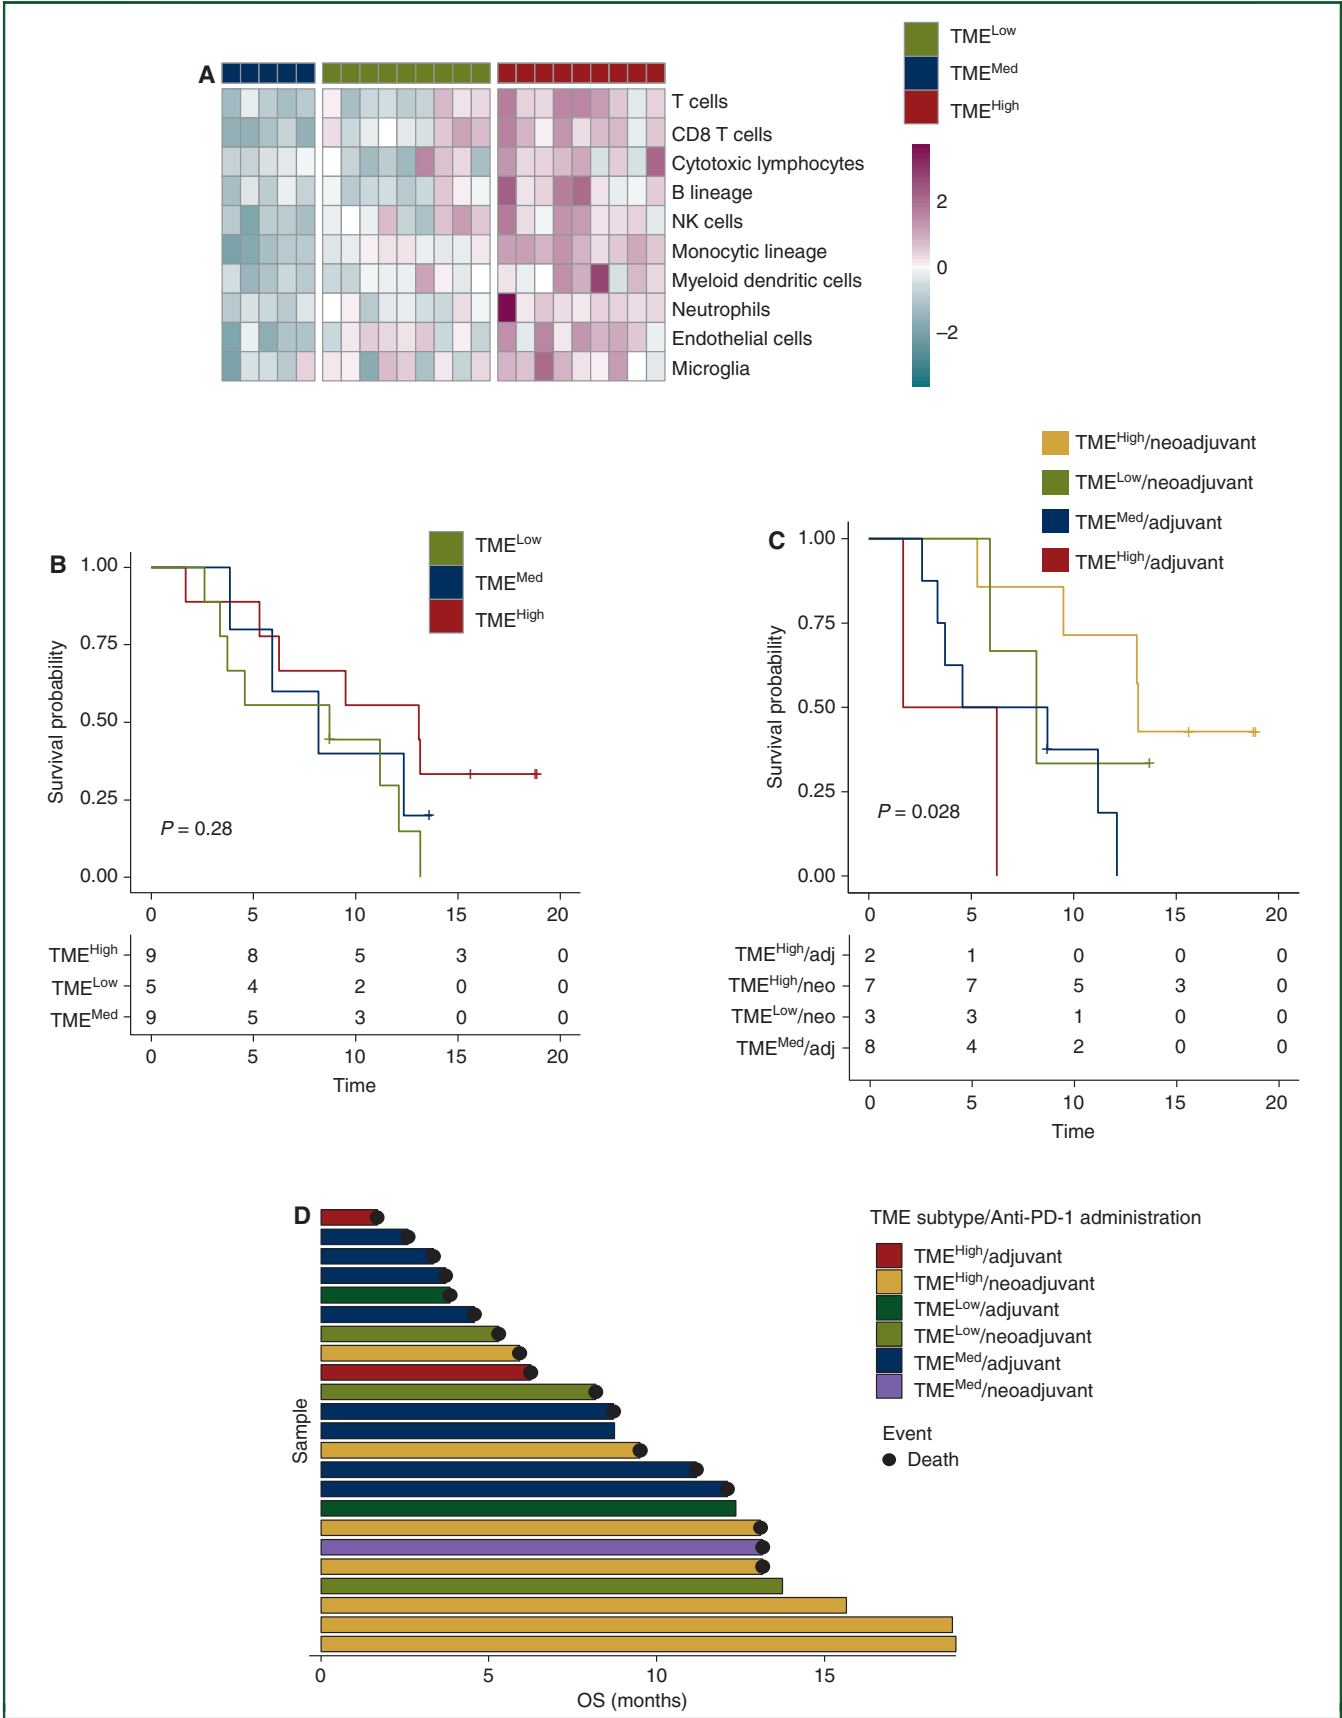 A
TME^Low
TME^Med
TME^High
T cells
CD8 T cells
Cytotoxic lymphocytes
B lineage
NK cells
Monocytic lineage
Myeloid dendritic cells
Neutrophils
Endothelial cells
Microglia
2
0
–2
B
TME^Low
TME^Med
TME^High
Survival probability
1.00
0.75
0.50
0.25
0.00
P = 0.28
0 5 10 15 20
TME^High 9 8 5 3 0
TME^Low 5 4 2 0 0
TME^Med 9 5 3 0 0
0 5 10 15 20
Time
C
TME^High/neoadjuvant
TME^Low/neoadjuvant
TME^Med/adjuvant
TME^High/adjuvant
Survival probability
1.00
0.75
0.50
0.25
0.00
P = 0.028
0 5 10 15 20
TME^High/adj 2 1 0 0 0
TME^High/neo 7 7 5 3 0
TME^Low/neo 3 3 1 0 0
TME^Med/adj 8 4 2 0 0
0 5 10 15 20
Time
D
Sample
0 5 10 15
OS (months)
TME subtype/Anti-PD-1 administration
TME^High/adjuvant
TME^High/neoadjuvant
TME^Low/adjuvant
TME^Low/neoadjuvant
TME^Med/adjuvant
TME^Med/neoadjuvant
Event
Death